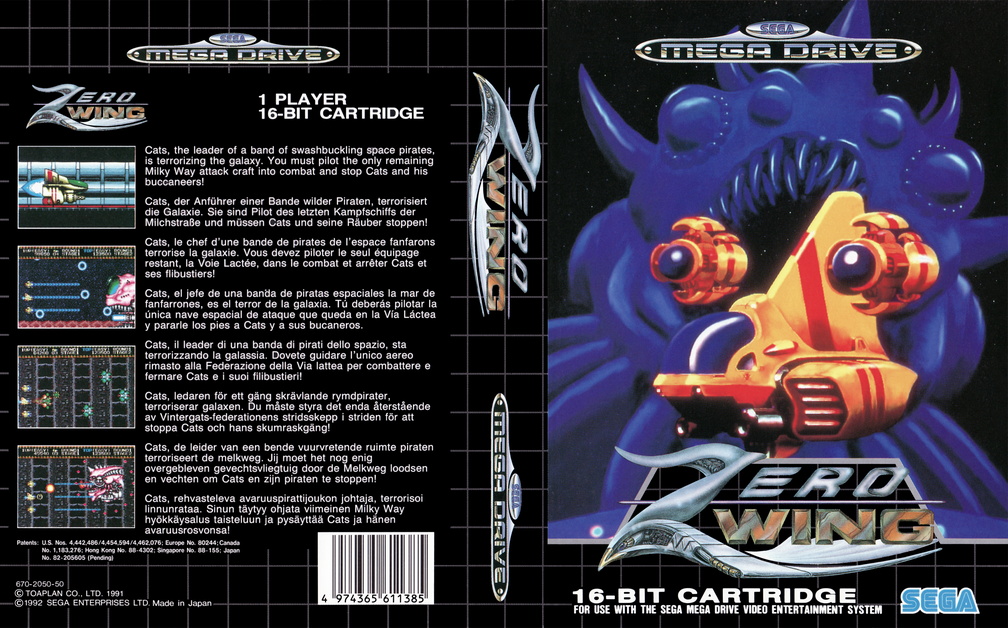 SEGA
MEGA DRIVE
ZERO
WING
1 PLAYER
16-BIT CARTRIDGE
Cats, the leader of a band of swashbuckling space pirates,
is terrorizing the galaxy. You must pilot the only remaining
Milky Way attack craft into combat and stop Cats and his
buccaneers!
Cats, der Anführer einer Bande wilder Piraten, terrorisiert
die Galaxie. Sie sind Pilot des letzten Kampfschiffs der
Milchstraße und müssen Cats und seine Räuber stoppen!
Cats, le chef d'une bande de pirates de l'espace fanfarons
terrorise la galaxie. Vous devez piloter le seul équipage
restant, la Voie Lactée, dans le combat et arrêter Cats et
ses flibustiers!
Cats, el jefe de una banda de piratas espaciales la mar de
fanfarrones, es el terror de la galaxia. Tú deberás pilotar la
única nave espacial de ataque que queda en la Vía Láctea
y pararle los pies a Cats y a sus bucaneros.
Cats, il leader di una banda di pirati dello spazio, sta
terrorizzando la galassia. Dovete guidare l'unico aereo
rimasto alla Federazione della Via lattea per combattere e
fermare Cats e i suoi filibustieri!
Cats, ledaren för ett gäng skrävlande rymdpirater,
terroriserar galaxen. Du måste styra det enda återstående
av Vintergats-federationens stridsskepp i striden för att
stoppa Cats och hans skumraskgäng!
Cats, de leider van een bende vuurvretende ruimte piraten
terroriseert de melkweg. Jij moet het nog enig
overgebleven gevechtsvliegtuig door de Melkweg loodsen
en vechten om Cats en zijn piraten te stoppen!
Cats, rehvasteleva avaruuspirattijoukon johtaja, terrorisoi
linnunrataa. Sinun täytyy ohjata viimeinen Milky Way
hyökkäysalus taisteluun ja pysäyttää Cats ja hänen
avaruusrosvonsa!
Patents: U.S. Nos. 4,442,486/4,454,594/4,462,076; Europe No. 80244; Canada
No. 1,183,276; Hong Kong No. 88-4302; Singapore No. 88-155; Japan
No. 82-205605 (Pending)
670-2050-50
© TOAPLAN CO., LTD. 1991
©1992 SEGA ENTERPRISES LTD. Made in Japan
4 974365 611385
ZERO
WING
SEGA
MEGA DRIVE
SEGA
MEGA DRIVE
ZERO
WING
16-BIT CARTRIDGE
FOR USE WITH THE SEGA MEGA DRIVE VIDEO ENTERTAINMENT SYSTEM
SEGA